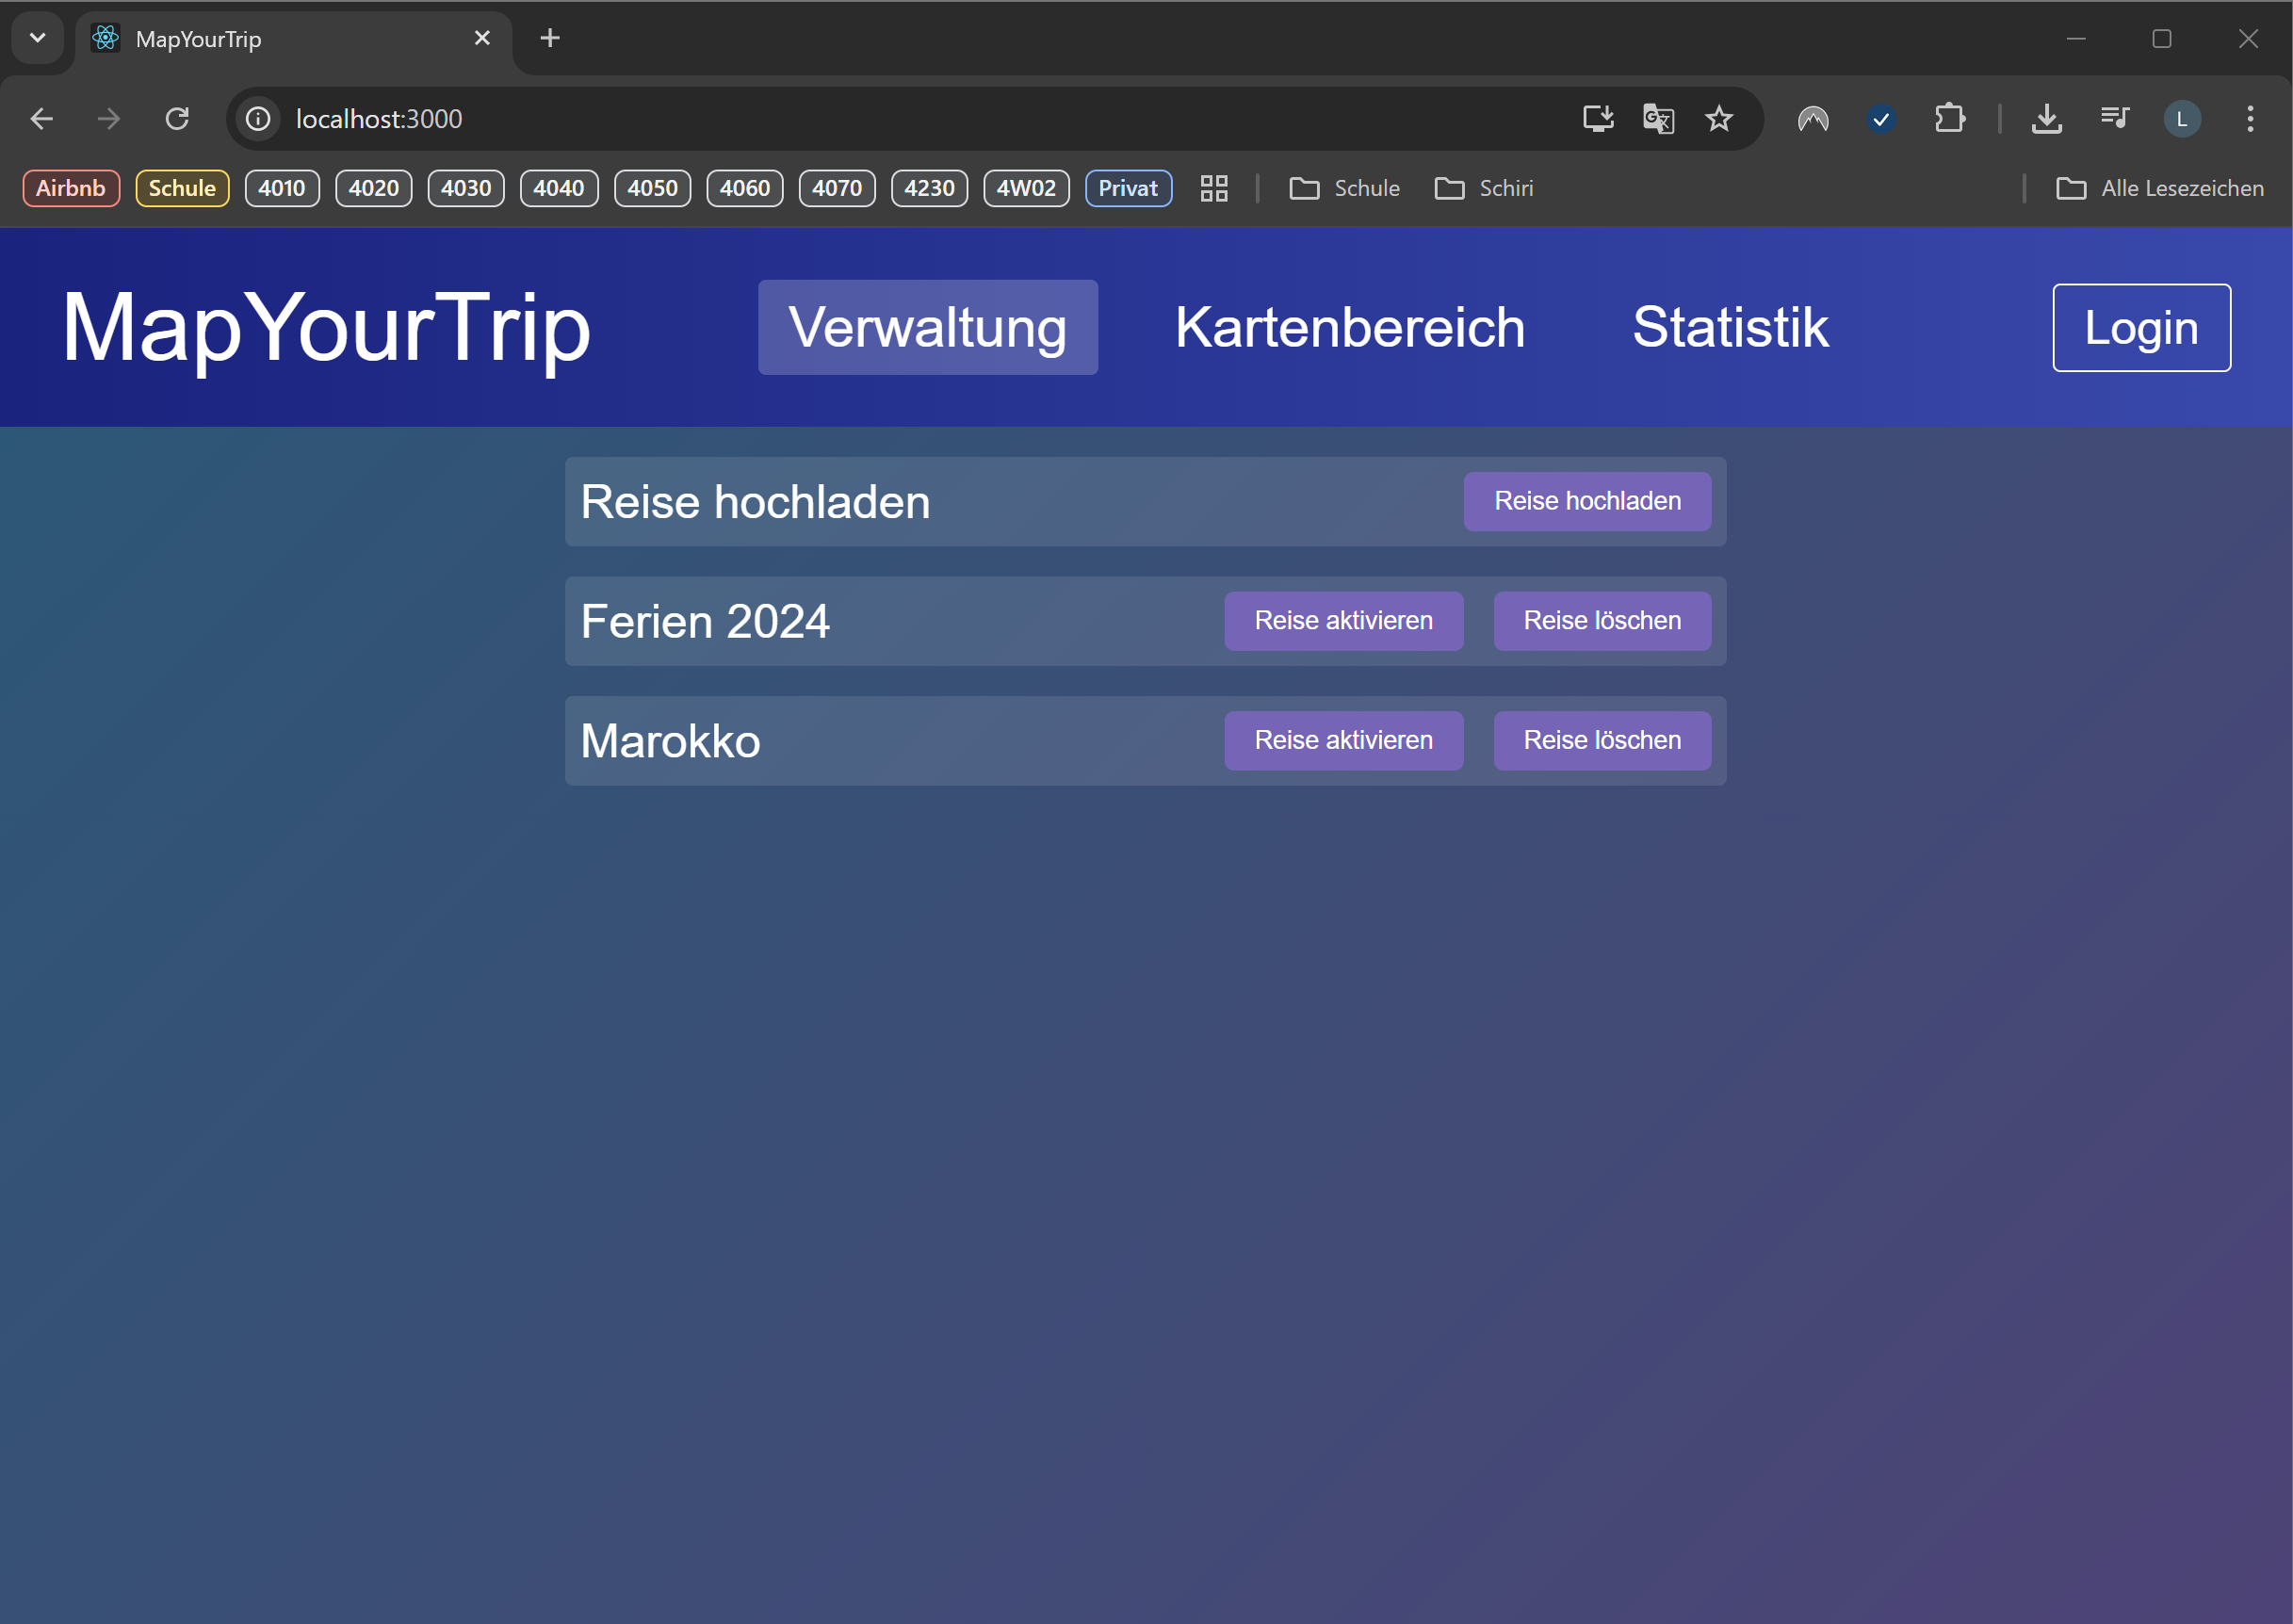 MapYourTrip
localhost:3000
L
Airbnb Schule 4010 4020 4030 4040 4050 4060 4070 4230 4W02 Privat Schule Schiri Alle Lesezeichen
MapYourTrip Verwaltung Kartenbereich Statistik Login
Reise hochladen Reise hochladen
Ferien 2024 Reise aktivieren Reise löschen
Marokko Reise aktivieren Reise löschen